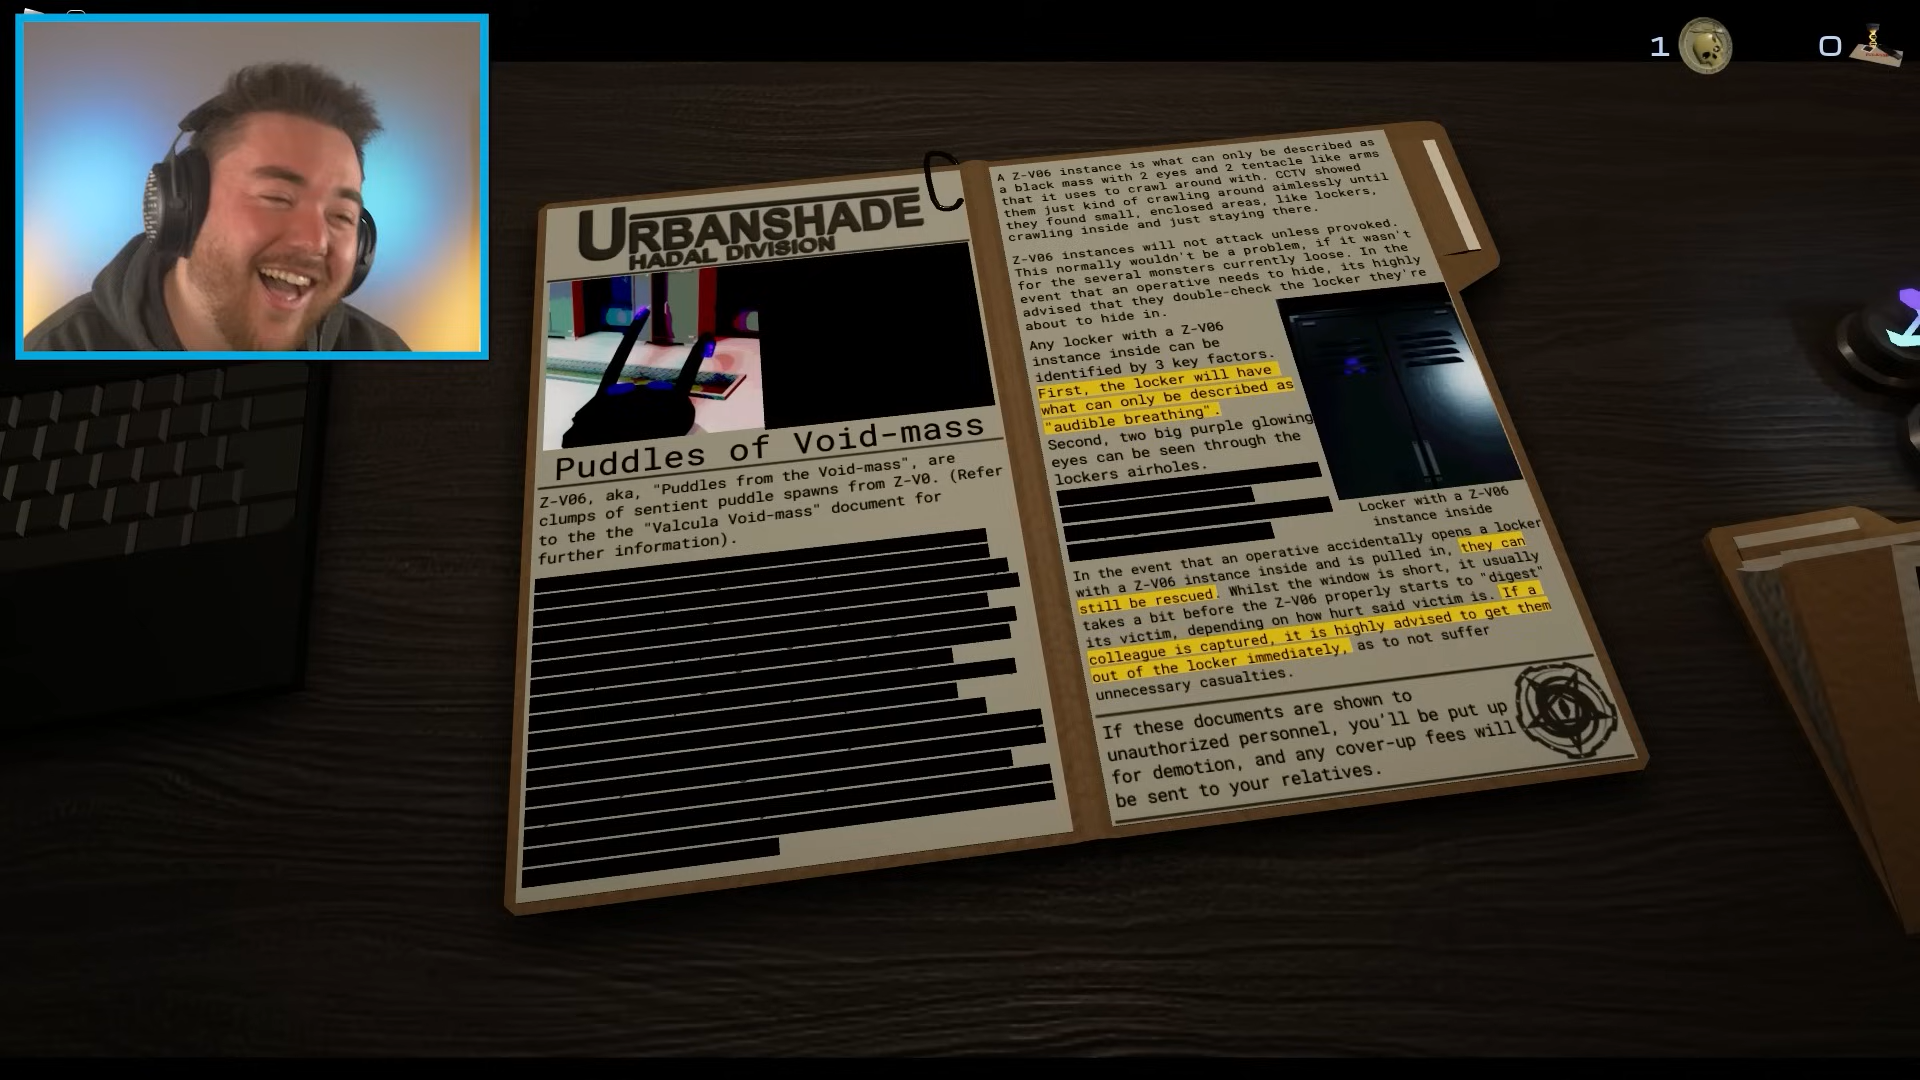 1
0
URBANSHADE
HADAL DIVISION
Puddles of Void-mass
Z-V06, aka, "Puddles from the Void-mass", are
clumps of sentient puddle spawns from Z-V0. (Refer
to the the "Valcula Void-mass" document for
further information).
A Z-V06 instance is what can only be described as
a black mass with 2 eyes and 2 tentacle like arms
that it uses to crawl around with. CCTV showed
them just kind of crawling around aimlessly until
they found small, enclosed areas, like lockers,
crawling inside and just staying there.
Z-V06 instances will not attack unless provoked.
This normally wouldn't be a problem, if it wasn't
for the several monsters currently loose. In the
event that an operative needs to hide, its highly
advised that they double-check the locker they're
about to hide in.
Any locker with a Z-V06
instance inside can be
identified by 3 key factors.
First, the locker will have
what can only be described as
"audible breathing".
Second, two big purple glowing
eyes can be seen through the
lockers airholes.
Locker with a Z-V06
instance inside
In the event that an operative accidentally opens a locker
with a Z-V06 instance inside and is pulled in, they can
still be rescued. Whilst the window is short, it usually
takes a bit before the Z-V06 properly starts to "digest"
its victim, depending on how hurt said victim is. If a
colleague is captured, it is highly advised to get them
out of the locker immediately, as to not suffer
unnecessary casualties.
If these documents are shown to
unauthorized personnel, you'll be put up
for demotion, and any cover-up fees will
be sent to your relatives.